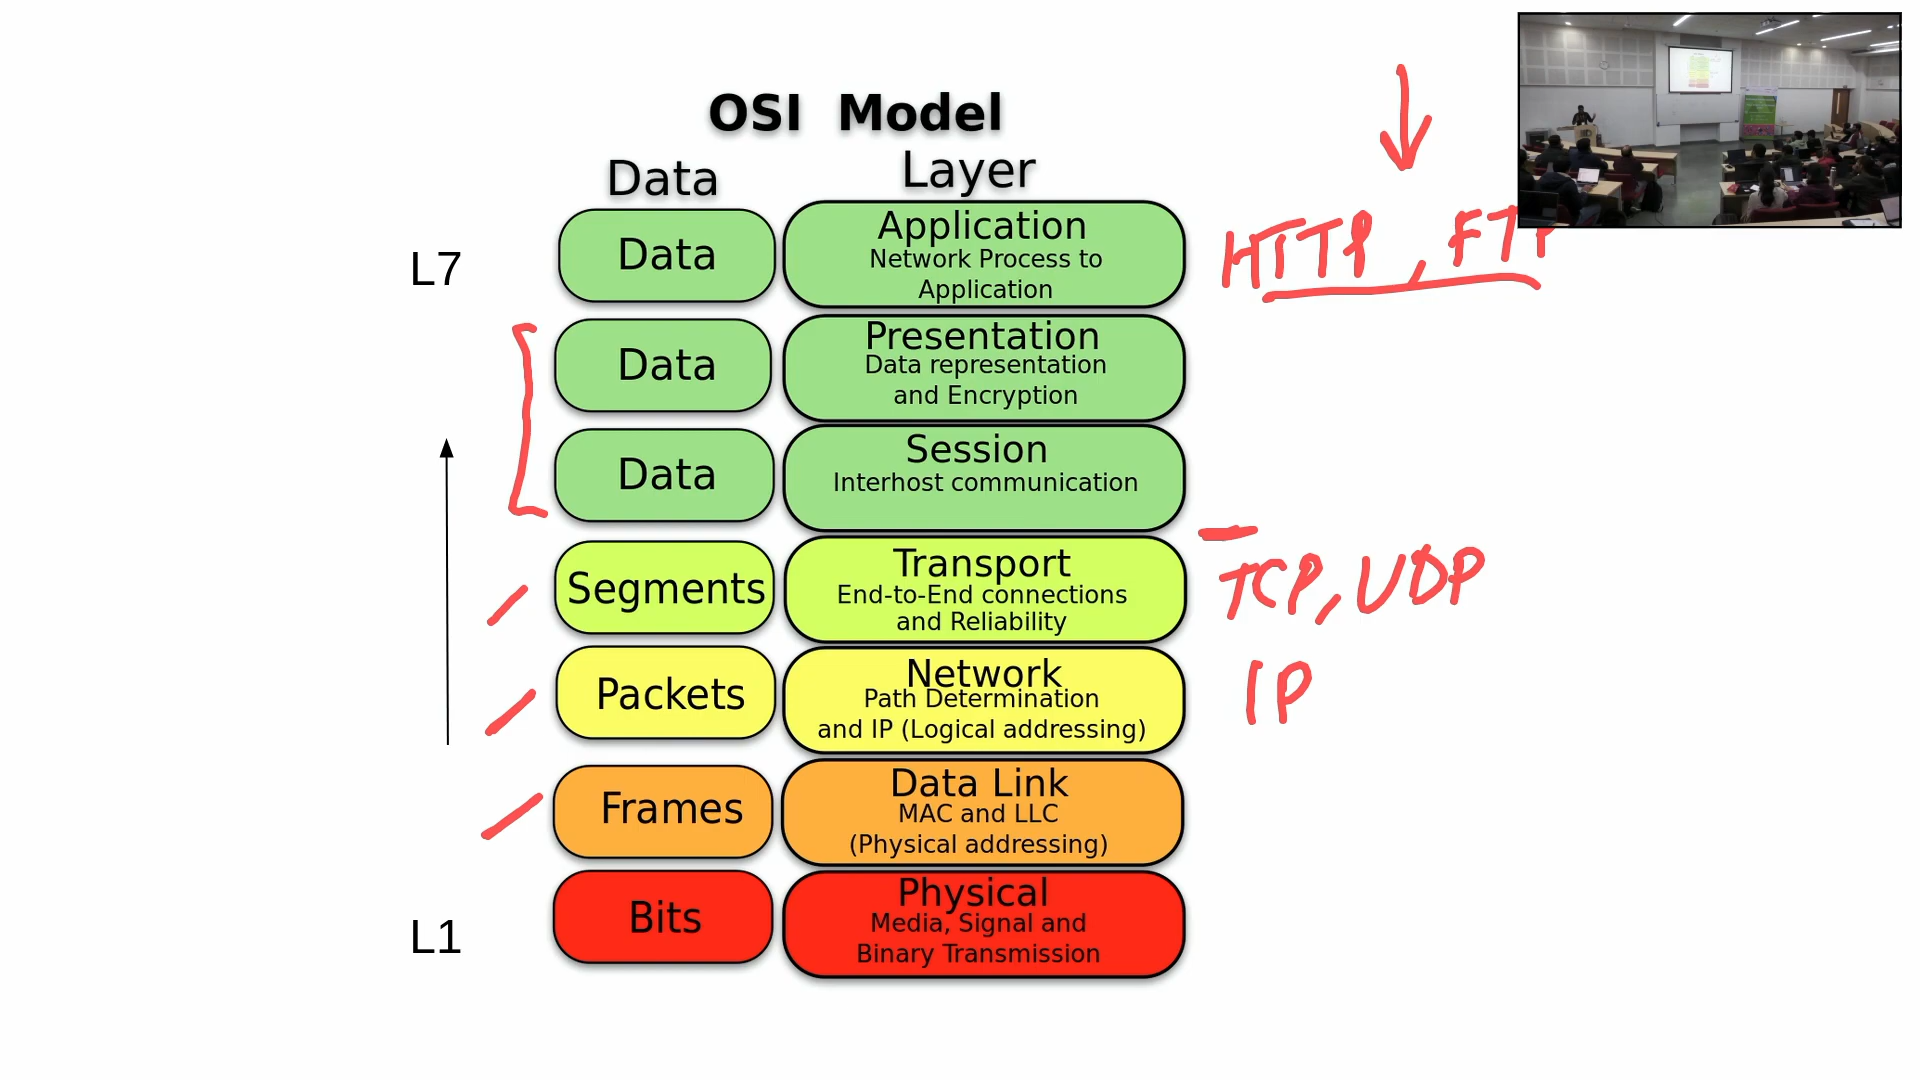 OSI Model
Data Layer
L7
Data
Application
Network Process to
Application
HTTP, FTP
Data
Presentation
Data representation
and Encryption
Data
Session
Interhost communication
Segments
Transport
End-to-End connections
and Reliability
TCP, UDP
Packets
Network
Path Determination
and IP (Logical addressing)
IP
Frames
Data Link
MAC and LLC
(Physical addressing)
L1
Bits
Physical
Media, Signal and
Binary Transmission